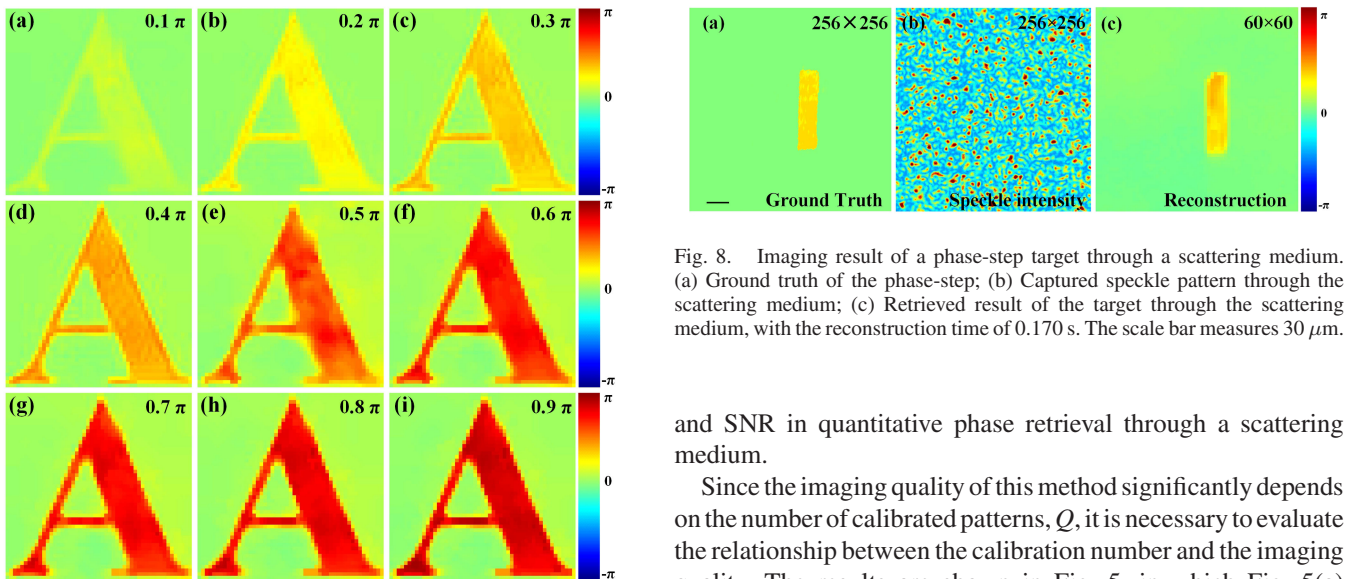 (a) 0.1 π (b) 0.2 π (c) 0.3 π π
0
-π
(d) 0.4 π (e) 0.5 π (f) 0.6 π π
0
-π
(g) 0.7 π (h) 0.8 π (i) 0.9 π π
0
-π
(a) 256×256 (b) 256×256 (c) 60×60 π
0
Ground Truth Speckle intensity Reconstruction -π
Fig. 8. Imaging result of a phase-step target through a scattering medium.
(a) Ground truth of the phase-step; (b) Captured speckle pattern through the
scattering medium; (c) Retrieved result of the target through the scattering
medium, with the reconstruction time of 0.170 s. The scale bar measures 30 μm.
and SNR in quantitative phase retrieval through a scattering
medium.
Since the imaging quality of this method significantly depends
on the number of calibrated patterns, Q, it is necessary to evaluate
the relationship between the calibration number and the imaging